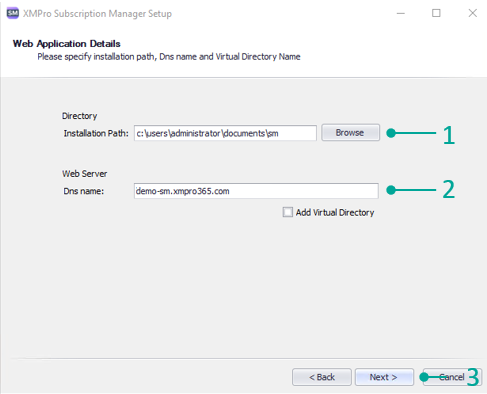 SM XMPro Subscription Manager Setup
Web Application Details
Please specify installation path, Dns name and Virtual Directory Name
Directory
Installation Path: c:\users\administrator\documents\sm Browse 1
Web Server
Dns name: demo-sm.xmpro365.com 2
Add Virtual Directory
< Back Next > Cancel 3